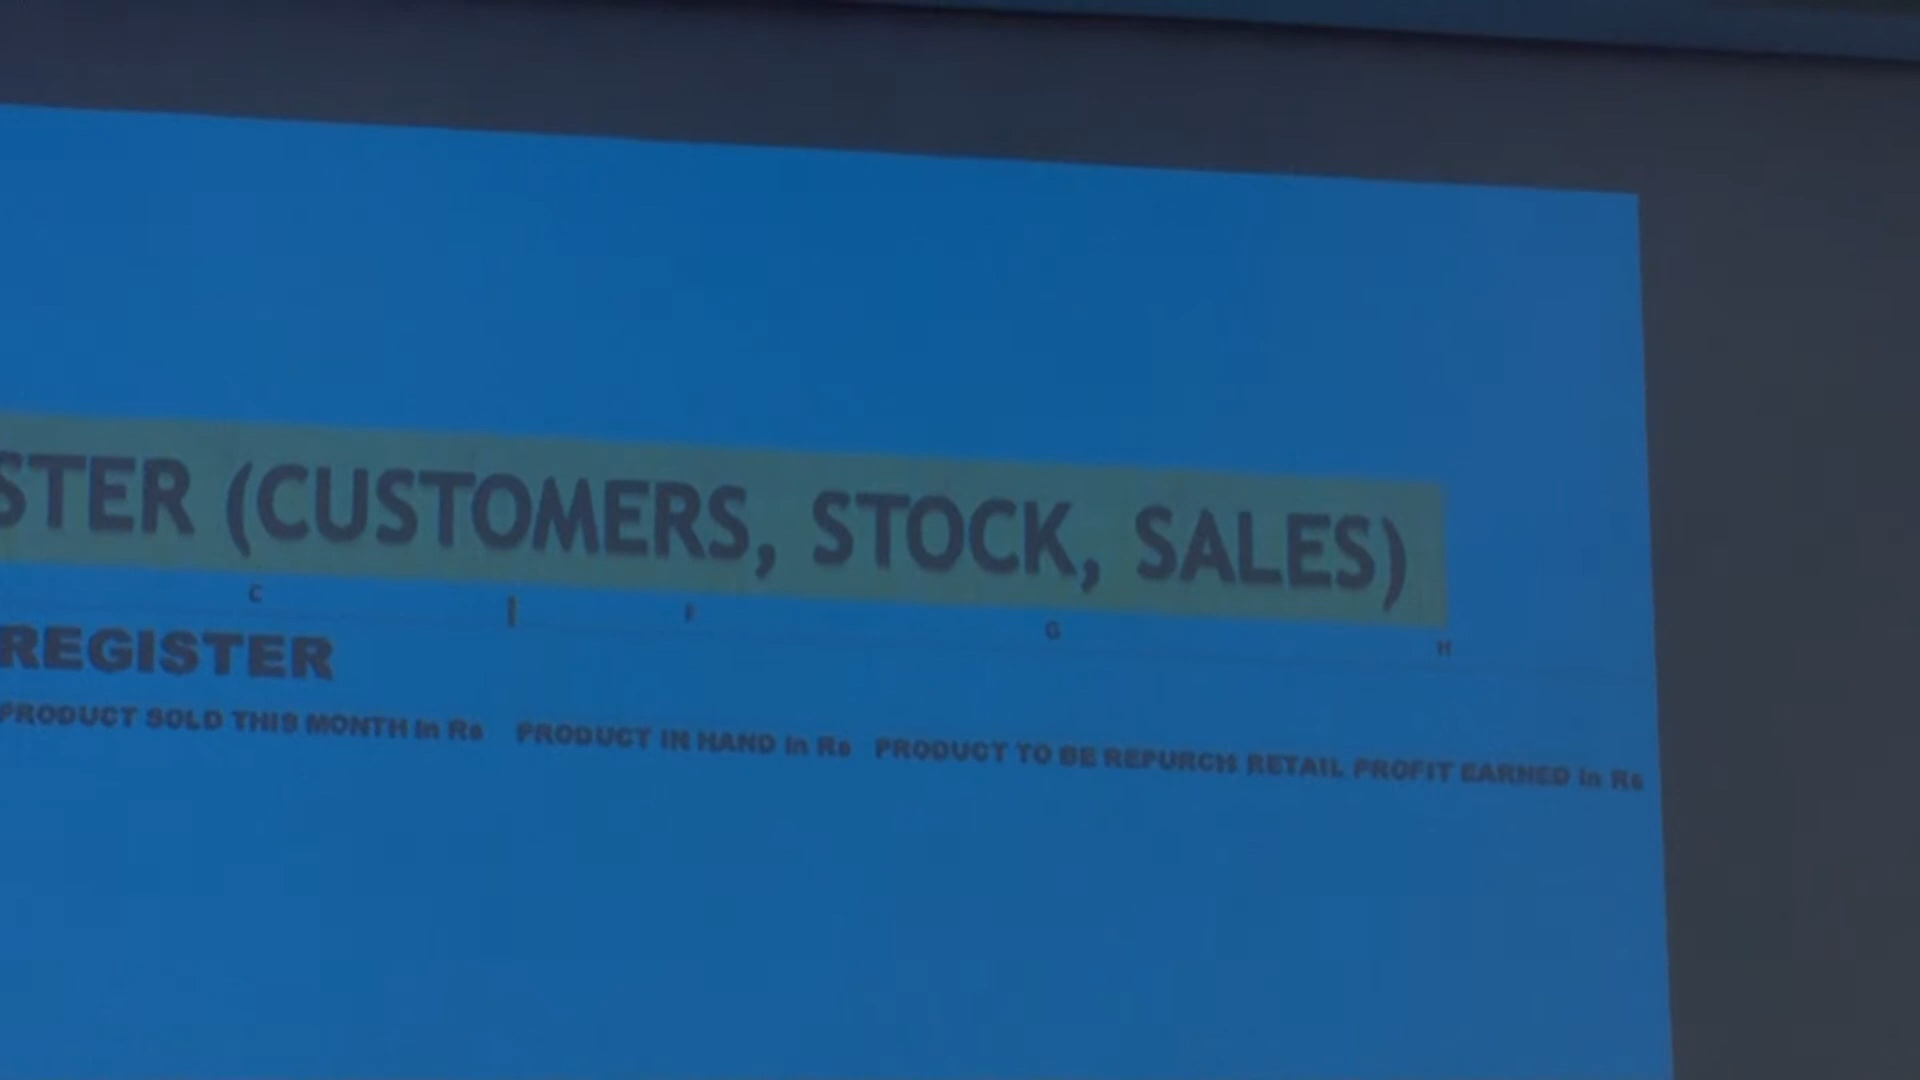 STER (CUSTOMERS, STOCK, SALES)
C F G H
REGISTER
PRODUCT SOLD THIS MONTH In Rs PRODUCT IN HAND In Rs PRODUCT TO BE REPURCH RETAIL PROFIT EARNED In Rs